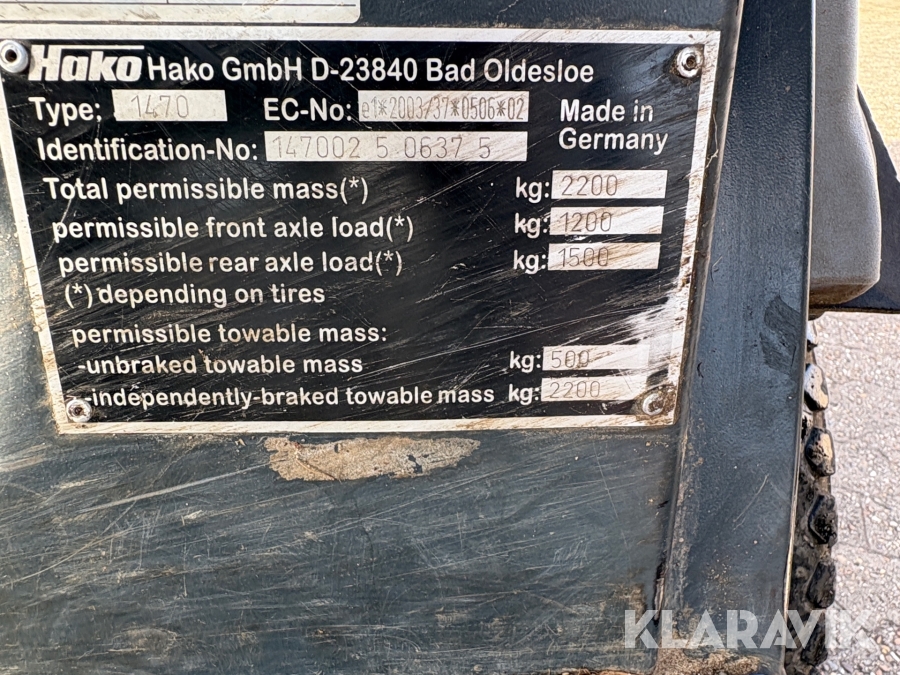 Hako Hako GmbH D-23840 Bad Oldesloe
Type: 1470 EC-No: e1*2003/37*0506*02 Made in Germany
Identification-No: 147002 5 0637 5
Total permissible mass(*) kg: 2200
permissible front axle load(*) kg: 1200
permissible rear axle load(*) kg: 1500
(*) depending on tires
permissible towable mass:
-unbraked towable mass kg: 500
-independently-braked towable mass kg: 2200
KLARAVIK